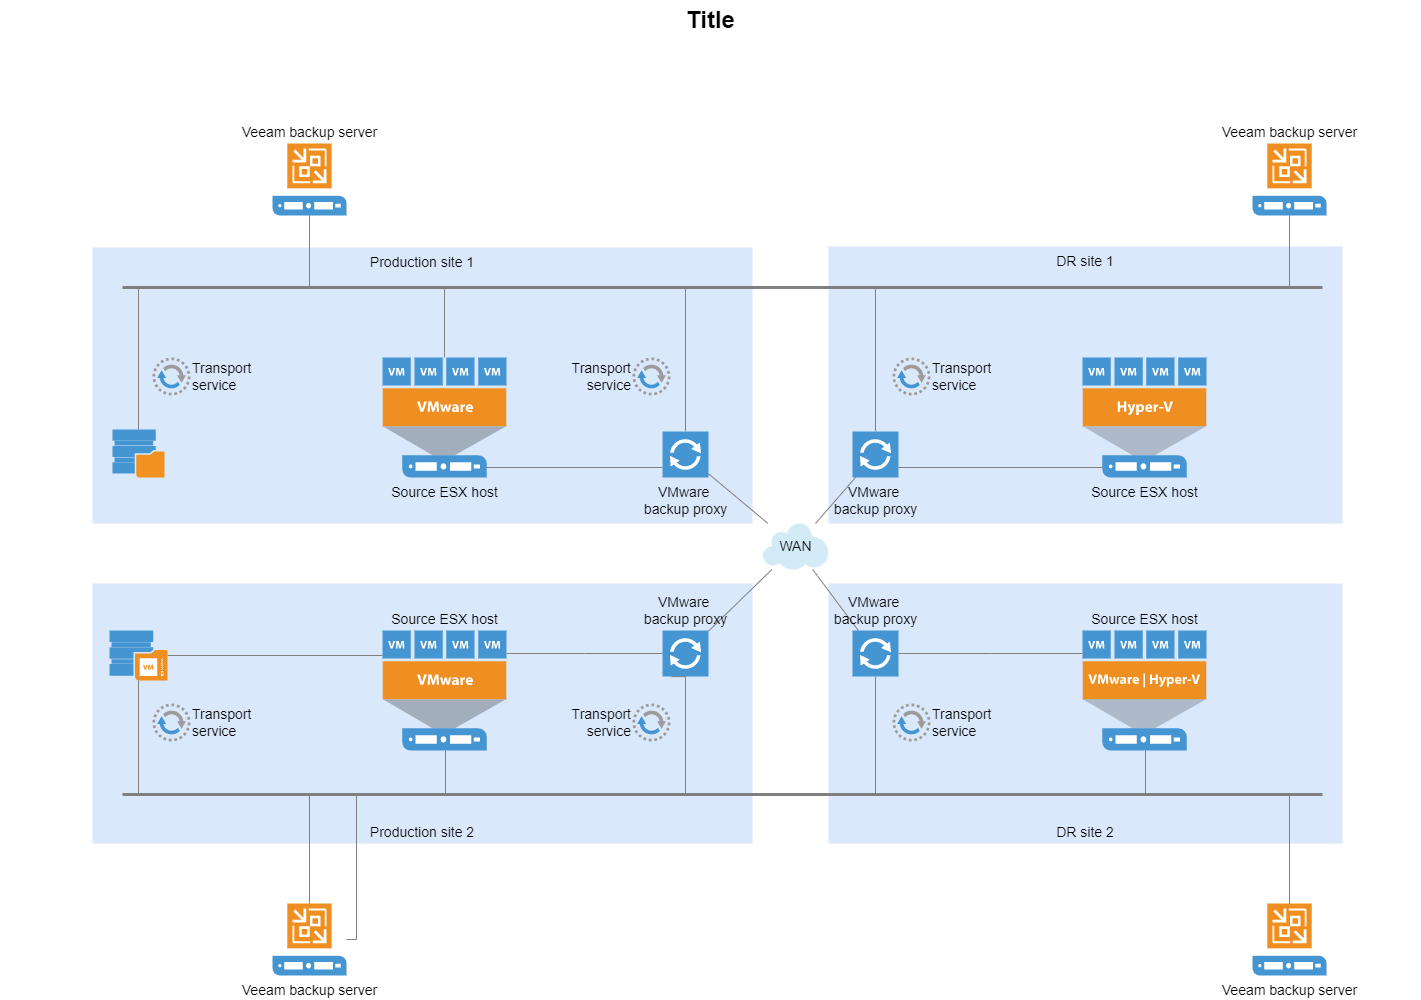 Title
Veeam backup server
Veeam backup server
Production site 1
DR site 1
Transport
service
VM VM VM VM
VMware
Source ESX host
Transport
service
VMware
backup proxy
Transport
service
VMware
backup proxy
VM VM VM VM
Hyper-V
Source ESX host
WAN
VM
Source ESX host
VM VM VM VM
VMware
VMware
backup proxy
VMware
backup proxy
Source ESX host
VM VM VM VM
VMware | Hyper-V
Transport
service
Transport
service
Transport
service
Production site 2
DR site 2
Veeam backup server
Veeam backup server